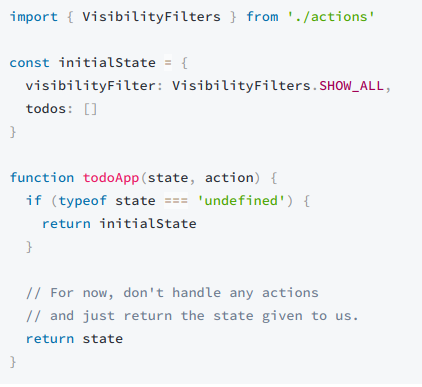 import { VisibilityFilters } from './actions'
const initialState = {
  visibilityFilter: VisibilityFilters.SHOW_ALL,
  todos: []
}
function todoApp(state, action) {
  if (typeof state === 'undefined') {
    return initialState
  }
  // For now, don't handle any actions
  // and just return the state given to us.
  return state
}